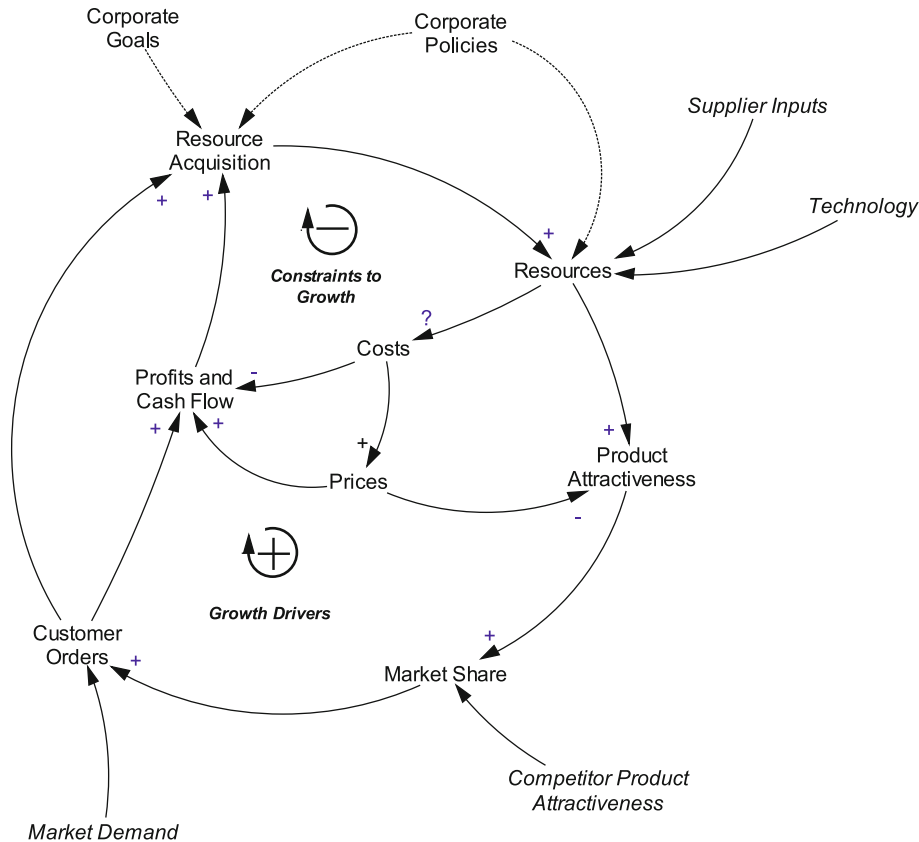 Corporate
Goals
Corporate
Policies
Supplier Inputs
Resource
Acquisition
+
+
Technology
+
Resources
Constraints to
Growth
?
Costs
-
Profits and
Cash Flow
+
+
+
+
Product
Attractiveness
Prices
-
Growth Drivers
Customer
Orders
+
+
Market Share
Competitor Product
Attractiveness
Market Demand